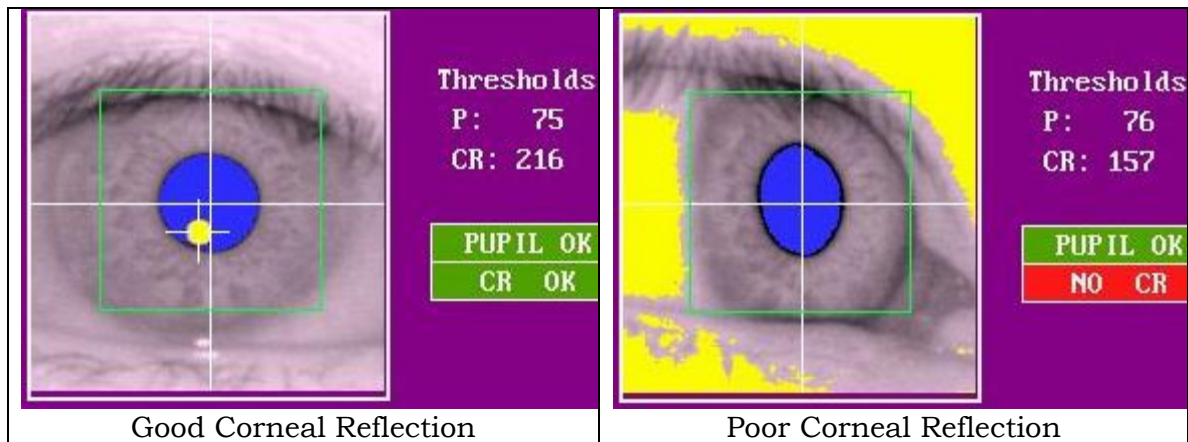 Thresholds
P: 75
CR: 216
PUPIL OK
CR OK
Good Corneal Reflection
Thresholds
P: 76
CR: 157
PUPIL OK
NO CR
Poor Corneal Reflection